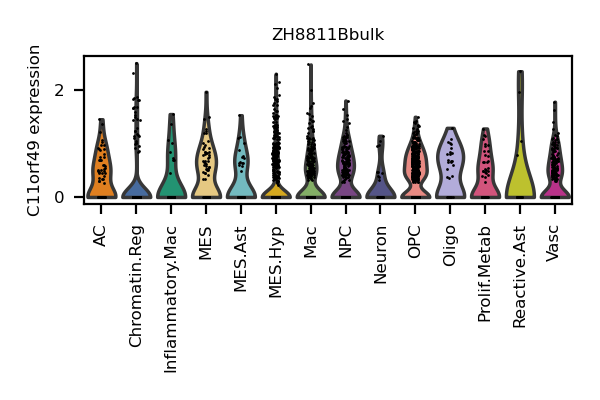 ZH8811Bbulk
C11orf49 expression
2
0
AC
Chromatin.Reg
Inflammatory.Mac
MES
MES.Ast
MES.Hyp
Mac
NPC
Neuron
OPC
Oligo
Prolif.Metab
Reactive.Ast
Vasc